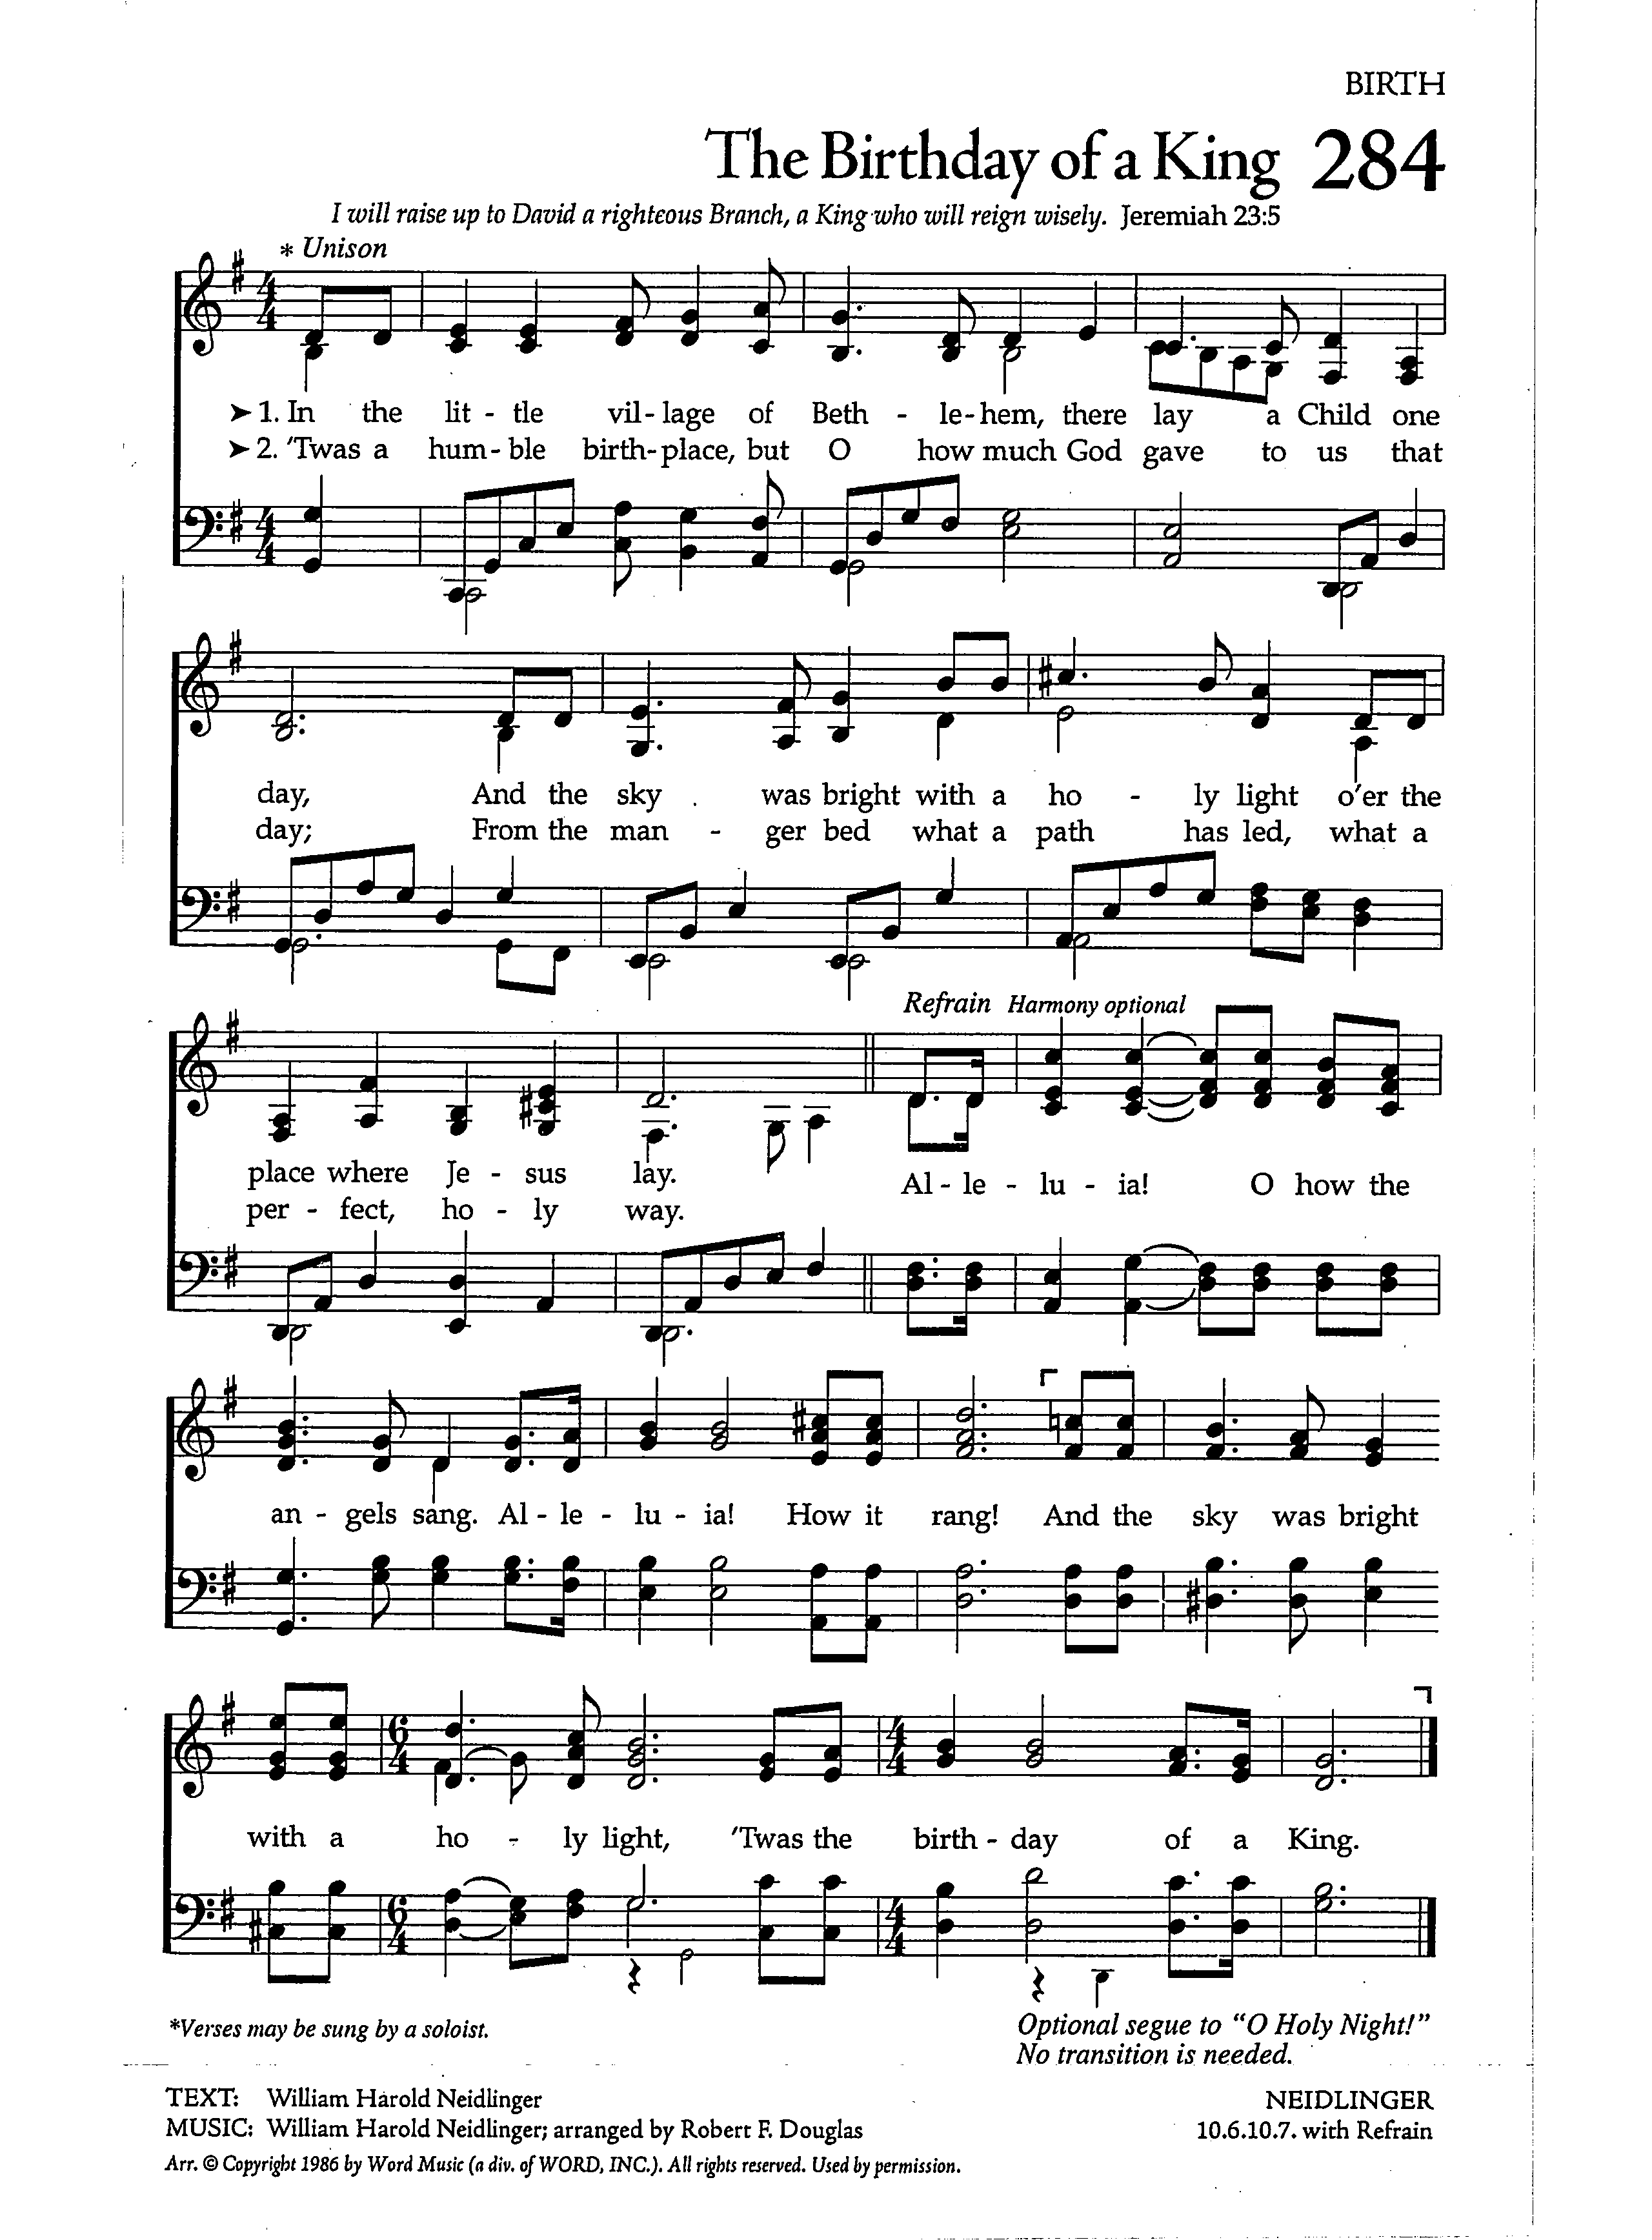 BIRTH
The Birthday of a King 284
I will raise up to David a righteous Branch, a King who will reign wisely. Jeremiah 23:5
* Unison
➤ 1. In the lit - tle vil - lage of Beth - le - hem, there lay a Child one
➤ 2. ’Twas a hum - ble birth - place, but O how much God gave to us that
day, And the sky was bright with a ho - ly light o’er the
day; From the man - ger bed what a path has led, what a
Refrain Harmony optional
place where Je - sus lay. Al - le - lu - ia! O how the
per - fect, ho - ly way.
an - gels sang. Al - le - lu - ia! How it rang! And the sky was bright
with a ho - ly light, ’Twas the birth - day of a King.
*Verses may be sung by a soloist.
Optional segue to “O Holy Night!”
No transition is needed.
TEXT: William Harold Neidlinger
MUSIC: William Harold Neidlinger; arranged by Robert F. Douglas
Arr. © Copyright 1986 by Word Music (a div. of WORD, INC.). All rights reserved. Used by permission.
NEIDLINGER
10.6.10.7. with Refrain